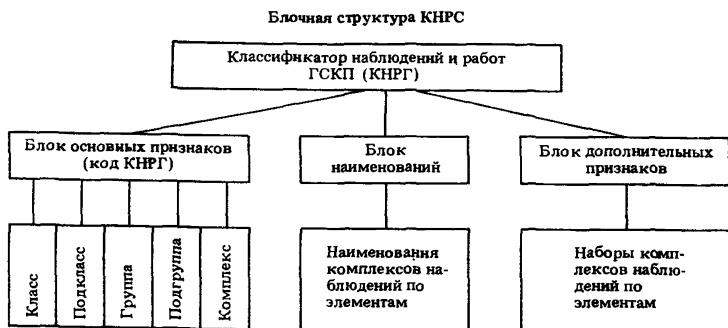 Блочная структура КНРС
Классификатор наблюдений и работ
ГСКП (КНРГ)
Блок основных признаков
(код КНРГ)
Блок
наименований
Блок дополнительных
признаков
Класс
Подкласс
Группа
Подгруппа
Комплекс
Наименования
комплексов на-
блюдений по
элементам
Наборы комп-
лексов наблю-
дений по
элементам